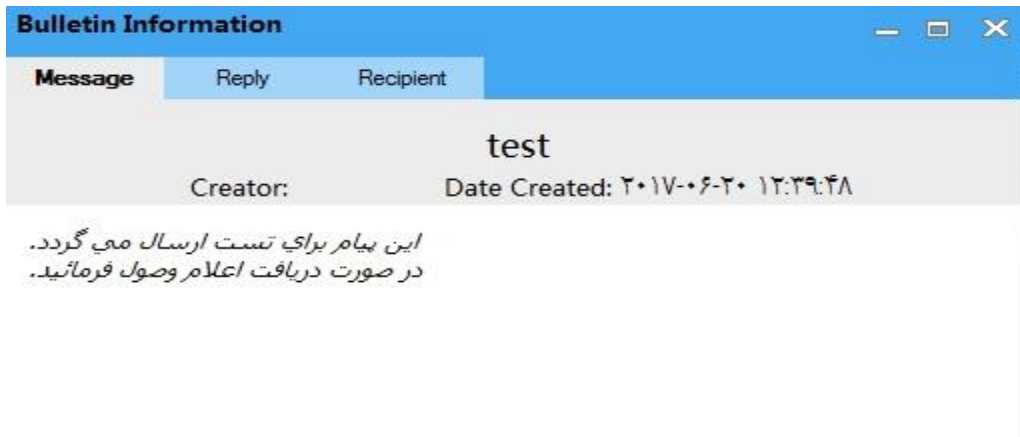 Bulletin Information
Message Reply Recipient
test
Creator: Date Created: ۲۰۱۷-۰۶-۲۰ ۱۲:۳۹:۴۸
اين پيام براي تست ارسال مي گردد.
در صورت دريافت اعلام وصول فرمائيد.